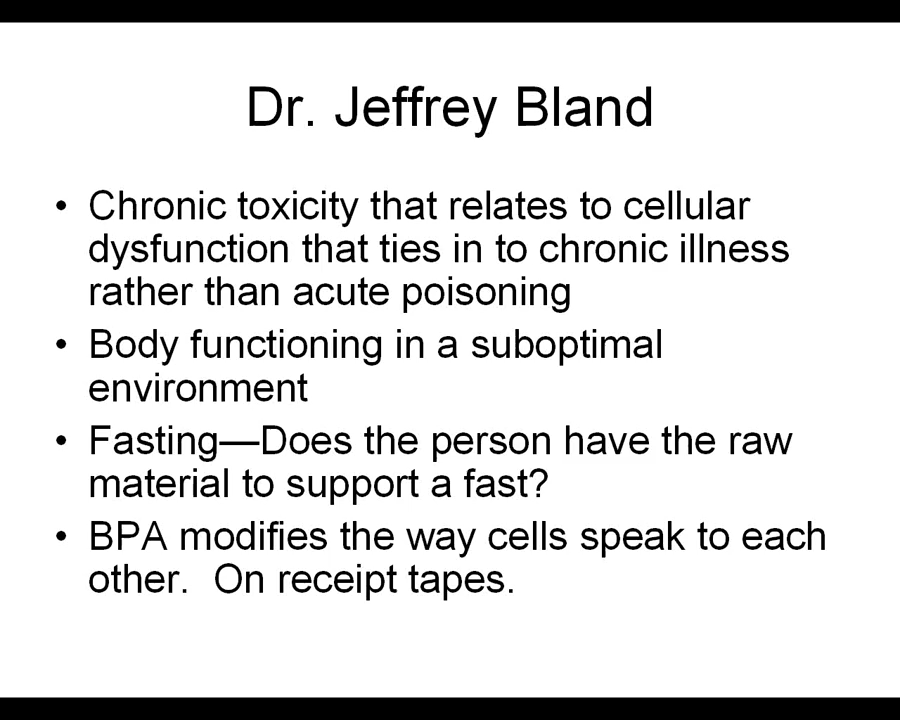 Dr. Jeffrey Bland
• Chronic toxicity that relates to cellular
dysfunction that ties in to chronic illness
rather than acute poisoning
• Body functioning in a suboptimal
environment
• Fasting—Does the person have the raw
material to support a fast?
• BPA modifies the way cells speak to each
other.  On receipt tapes.